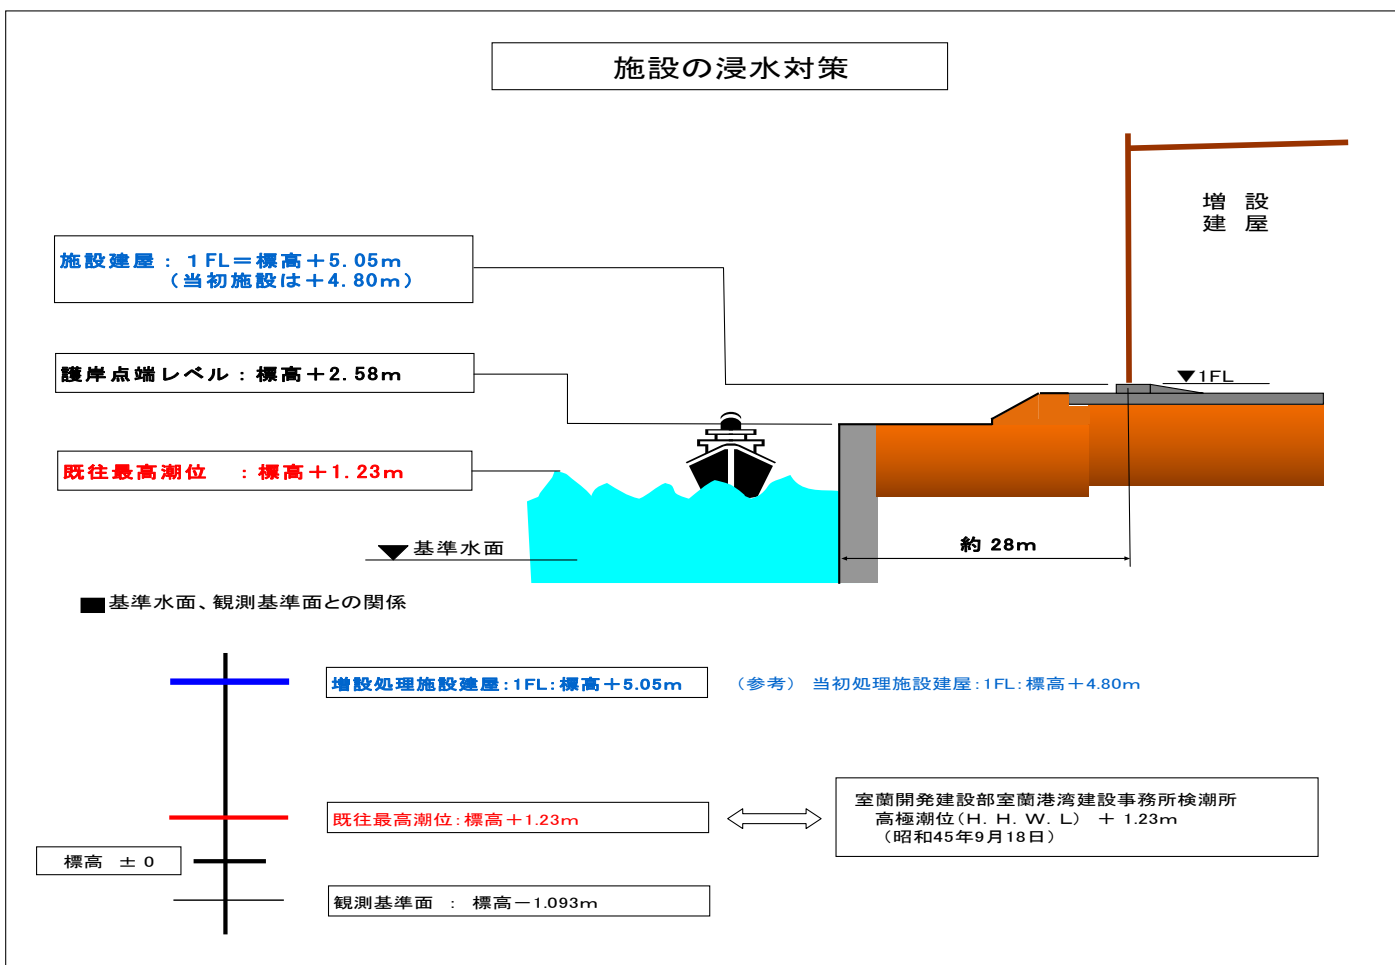 施設の浸水対策
増 設
建 屋
施設建屋： 1FL＝標高＋5.05m
（当初施設は＋4.80m）
護岸点端レベル： 標高＋2.58m
▼1FL
既往最高潮位 ： 標高＋1.23m
▼基準水面
約 28m
■基準水面、観測基準面との関係
増設処理施設建屋：1FL：標高＋5.05m
（参考） 当初処理施設建屋：1FL：標高＋4.80m
既往最高潮位：標高＋1.23m
室蘭開発建設部室蘭港湾建設事務所検潮所
高極潮位（H. H. W. L） ＋ 1.23m
（昭和45年9月18日）
標高 ±0
観測基準面 ： 標高－1.093m